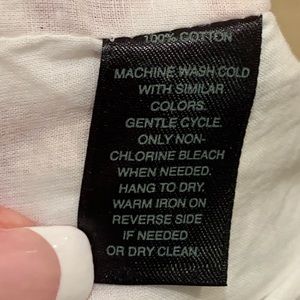 100% COTTON
MACHINE WASH COLD
WITH SIMILAR
COLORS.
GENTLE CYCLE.
ONLY NON-
CHLORINE BLEACH
WHEN NEEDED.
HANG TO DRY.
WARM IRON ON
REVERSE SIDE
IF NEEDED
OR DRY CLEAN.